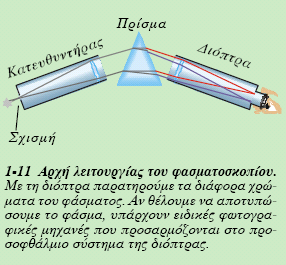 Πρίσμα
Κατευθυντήρας
Διόπτρα
Σχισμή
1-11 Αρχή λειτουργίας του φασματοσκοπίου.
Με τη διόπτρα παρατηρούμε τα διάφορα χρώ-
ματα του φάσματος. Αν θέλουμε να αποτυπώ-
σουμε το φάσμα, υπάρχουν ειδικές φωτογρα-
φικές μηχανές που προσαρμόζονται στο προ-
σοφθάλμιο σύστημα της διόπτρας.